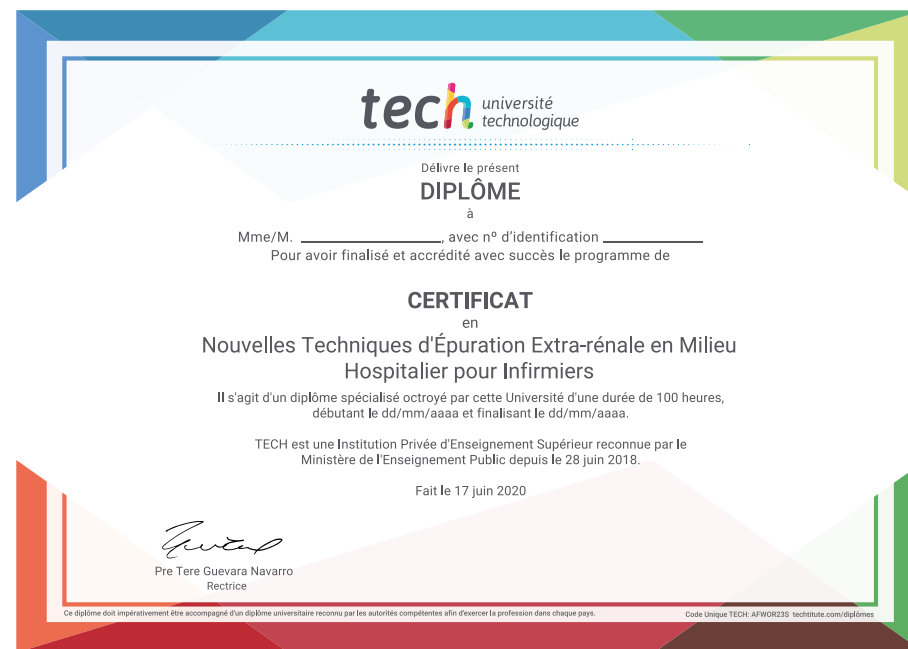 tech université
technologique
Délivre le présent
DIPLÔME
à
Mme/M. ____________________, avec nº d'identification ______________
Pour avoir finalisé et accrédité avec succès le programme de
CERTIFICAT
en
Nouvelles Techniques d'Épuration Extra-rénale en Milieu
Hospitalier pour Infirmiers
Il s'agit d'un diplôme spécialisé octroyé par cette Université d'une durée de 100 heures,
débutant le dd/mm/aaaa et finalisant le dd/mm/aaaa.
TECH est une Institution Privée d'Enseignement Supérieur reconnue par le
Ministère de l'Enseignement Public depuis le 28 juin 2018.
Fait le 17 juin 2020
Pre Tere Guevara Navarro
Rectrice
Ce diplôme doit impérativement être accompagné d'un diplôme universitaire reconnu par les autorités compétentes afin d'exercer la profession dans chaque pays.
Code Unique TECH: AFWOR23S techtitute.com/diplômes